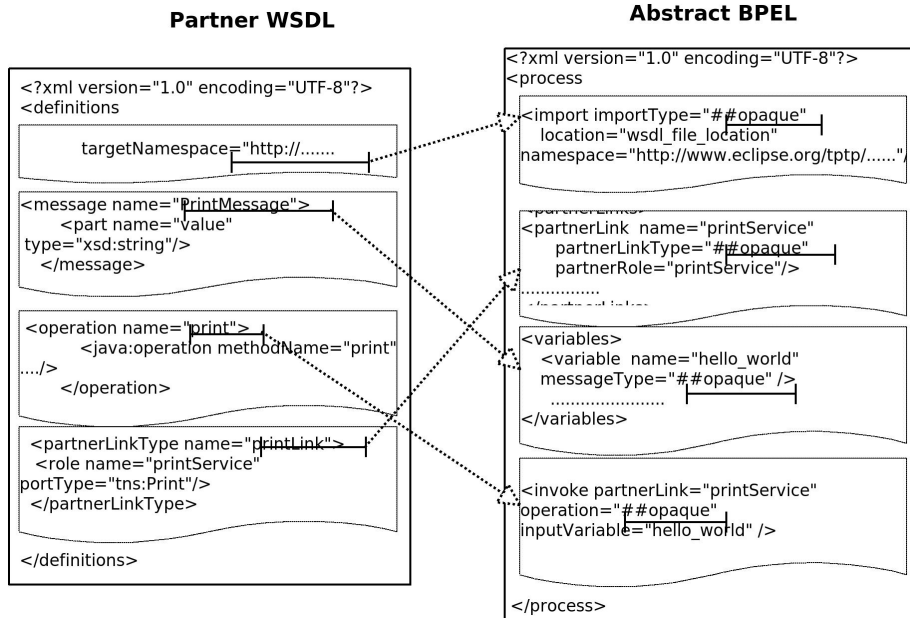 Partner WSDL
<?xml version="1.0" encoding="UTF-8"?>
<definitions
targetNamespace="http://.......
<message name="PrintMessage">
<part name="value"
type="xsd:string"/>
</message>
<operation name="print">
<java:operation methodName="print"
..../>
</operation>
<partnerLinkType name="printLink">
<role name="printService"
portType="tns:Print"/>
</partnerLinkType>
</definitions>
Abstract BPEL
<?xml version="1.0" encoding="UTF-8"?>
<process
<import importType="##opaque"
location="wsdl_file_location"
namespace="http://www.eclipse.org/tptp/......"/
<partnerLinks>
<partnerLink name="printService"
partnerLinkType="##opaque"
partnerRole="printService"/>
................
</partnerLinks>
<variables>
<variable name="hello_world"
messageType="##opaque" />
.......................
</variables>
<invoke partnerLink="printService"
operation="##opaque"
inputVariable="hello_world" />
</process>